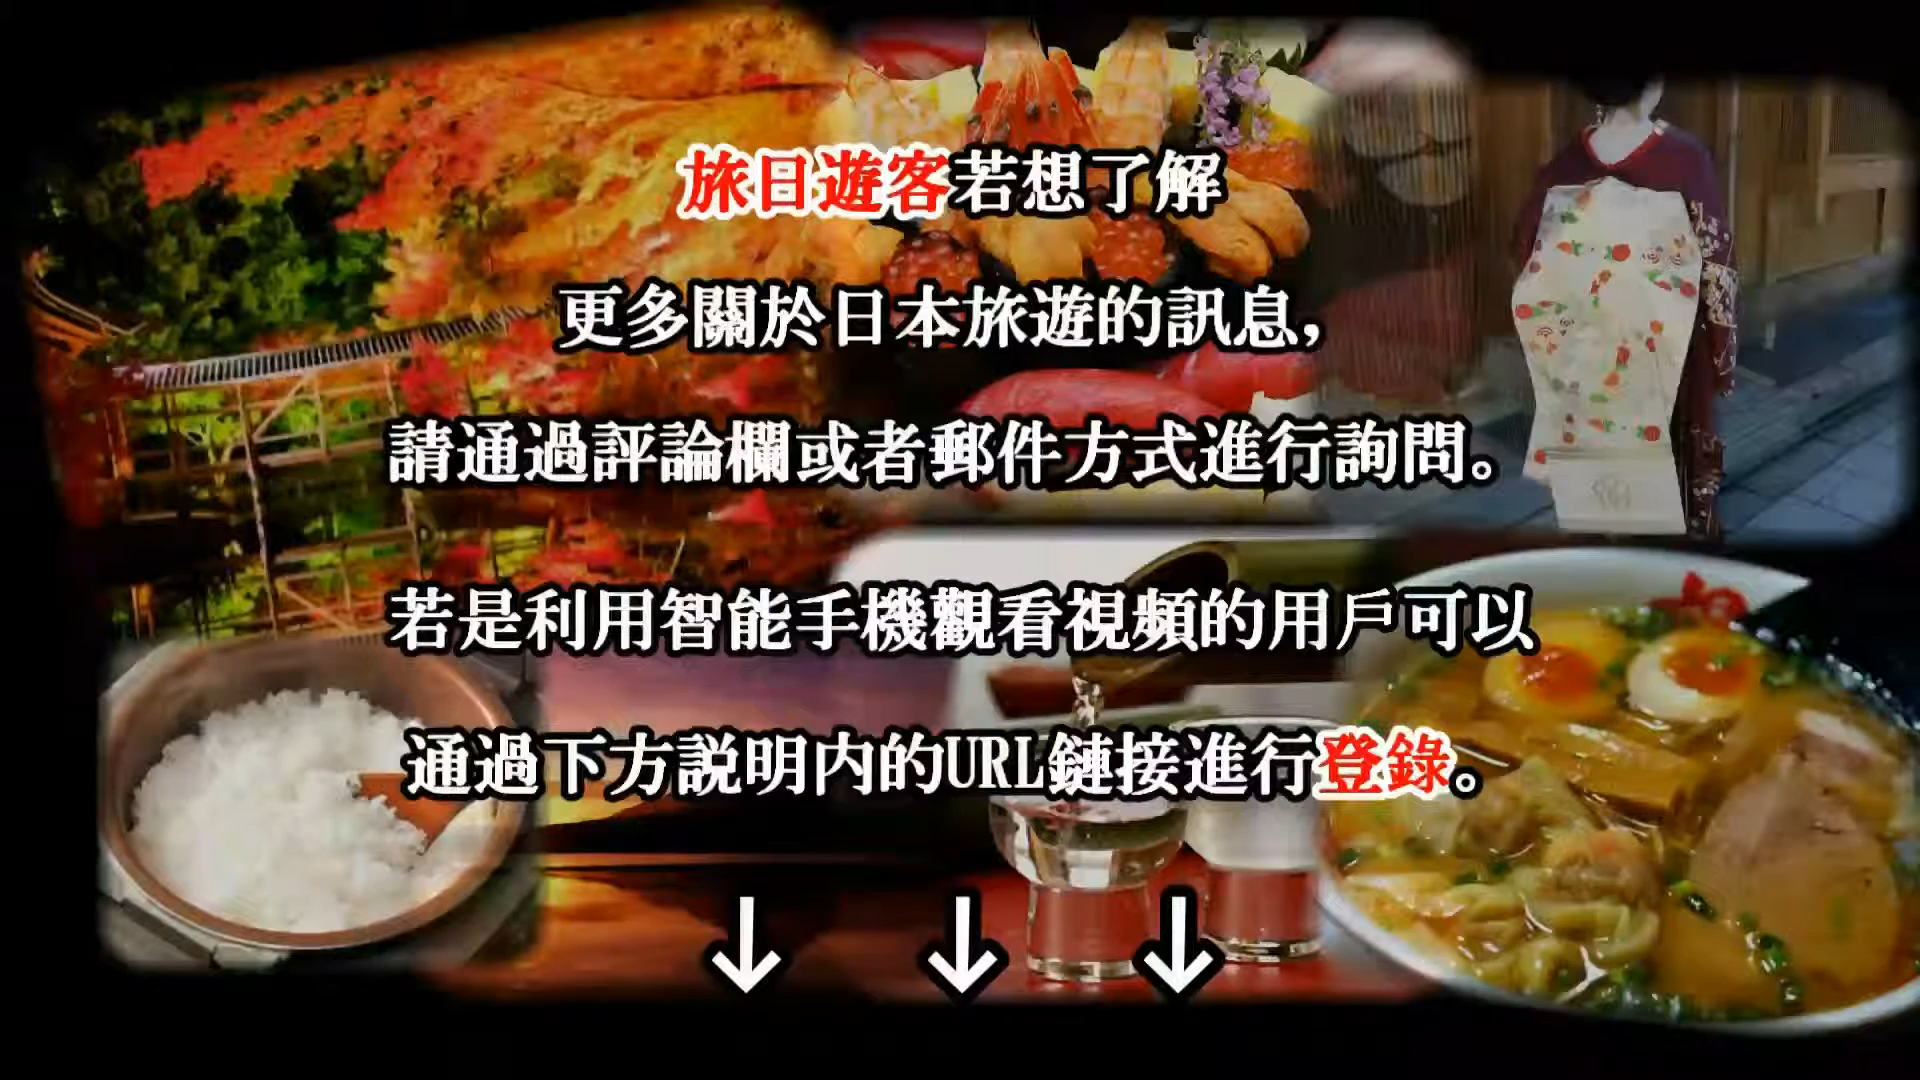 旅日遊客若想了解
更多關於日本旅遊的訊息，
請通過評論欄或者郵件方式進行詢問。
若是利用智能手機觀看視頻的用戶可以
通過下方説明内的URL鏈接進行登錄。
↓ ↓ ↓